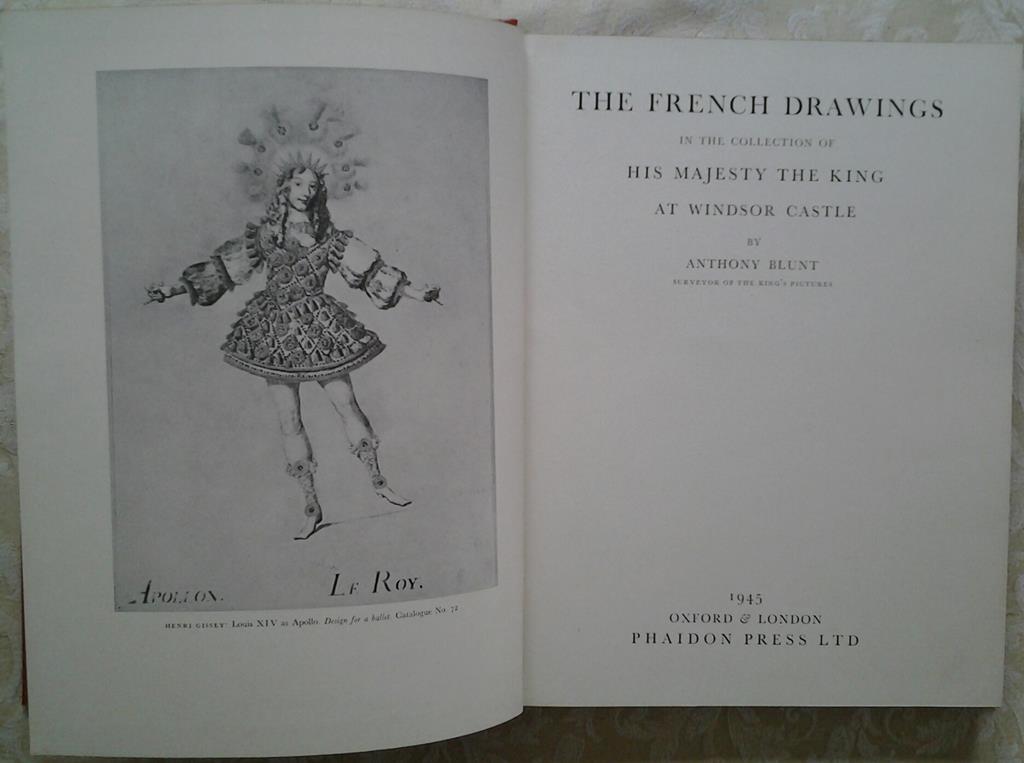 APOLLON. LE ROY.
HENRI GISSEY: Louis XIV as Apollo. Design for a ballet. Catalogue No. 72
THE FRENCH DRAWINGS
IN THE COLLECTION OF
HIS MAJESTY THE KING
AT WINDSOR CASTLE
BY
ANTHONY BLUNT
SURVEYOR OF THE KING'S PICTURES
1945
OXFORD & LONDON
PHAIDON PRESS LTD